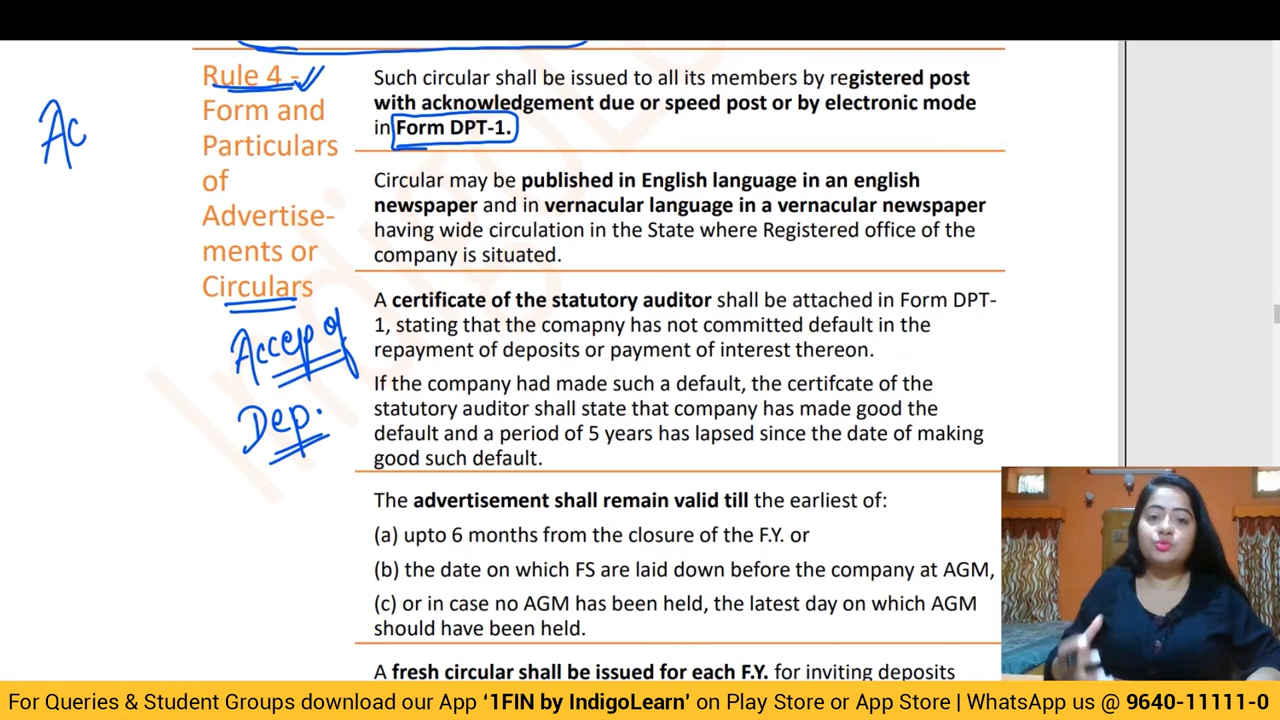 Ac
Rule 4 -
Form and
Particulars
of
Advertise-
ments or
Circulars
Accep of
Dep.
Such circular shall be issued to all its members by registered post
with acknowledgement due or speed post or by electronic mode
in Form DPT-1.
Circular may be published in English language in an english
newspaper and in vernacular language in a vernacular newspaper
having wide circulation in the State where Registered office of the
company is situated.
A certificate of the statutory auditor shall be attached in Form DPT-
1, stating that the comapny has not committed default in the
repayment of deposits or payment of interest thereon.
If the company had made such a default, the certifcate of the
statutory auditor shall state that company has made good the
default and a period of 5 years has lapsed since the date of making
good such default.
The advertisement shall remain valid till the earliest of:
(a) upto 6 months from the closure of the F.Y. or
(b) the date on which FS are laid down before the company at AGM,
(c) or in case no AGM has been held, the latest day on which AGM
should have been held.
A fresh circular shall be issued for each F.Y. for inviting deposits
For Queries & Student Groups download our App ‘1FIN by IndigoLearn’ on Play Store or App Store | WhatsApp us @ 9640-11111-0